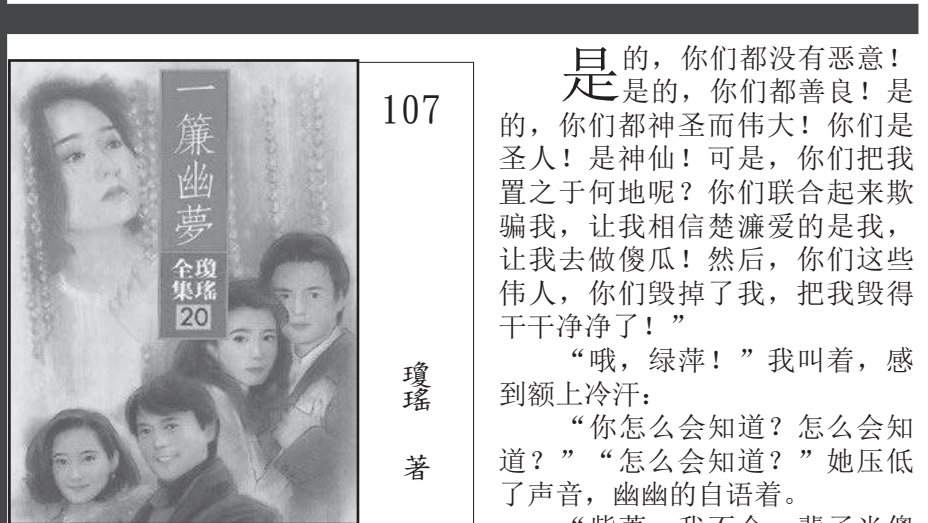 一簾幽夢
瓊瑤
全集
20
107
瓊瑤 著
是的，你们都没有恶意！
是的，你们都善良！是
的，你们都神圣而伟大！你们是
圣人！是神仙！可是，你们把我
置之于何地呢？你们联合起来欺
骗我，让我相信楚濂爱的是我，
让我去做傻瓜！然后，你们这些
伟人，你们毁掉了我，把我毁得
干干净净了！”
“哦，绿萍！”我叫着，感
到额上冷汗：
“你怎么会知道？怎么会知
道？”“怎么会知道？”她压低
了声音，幽幽的自语着。